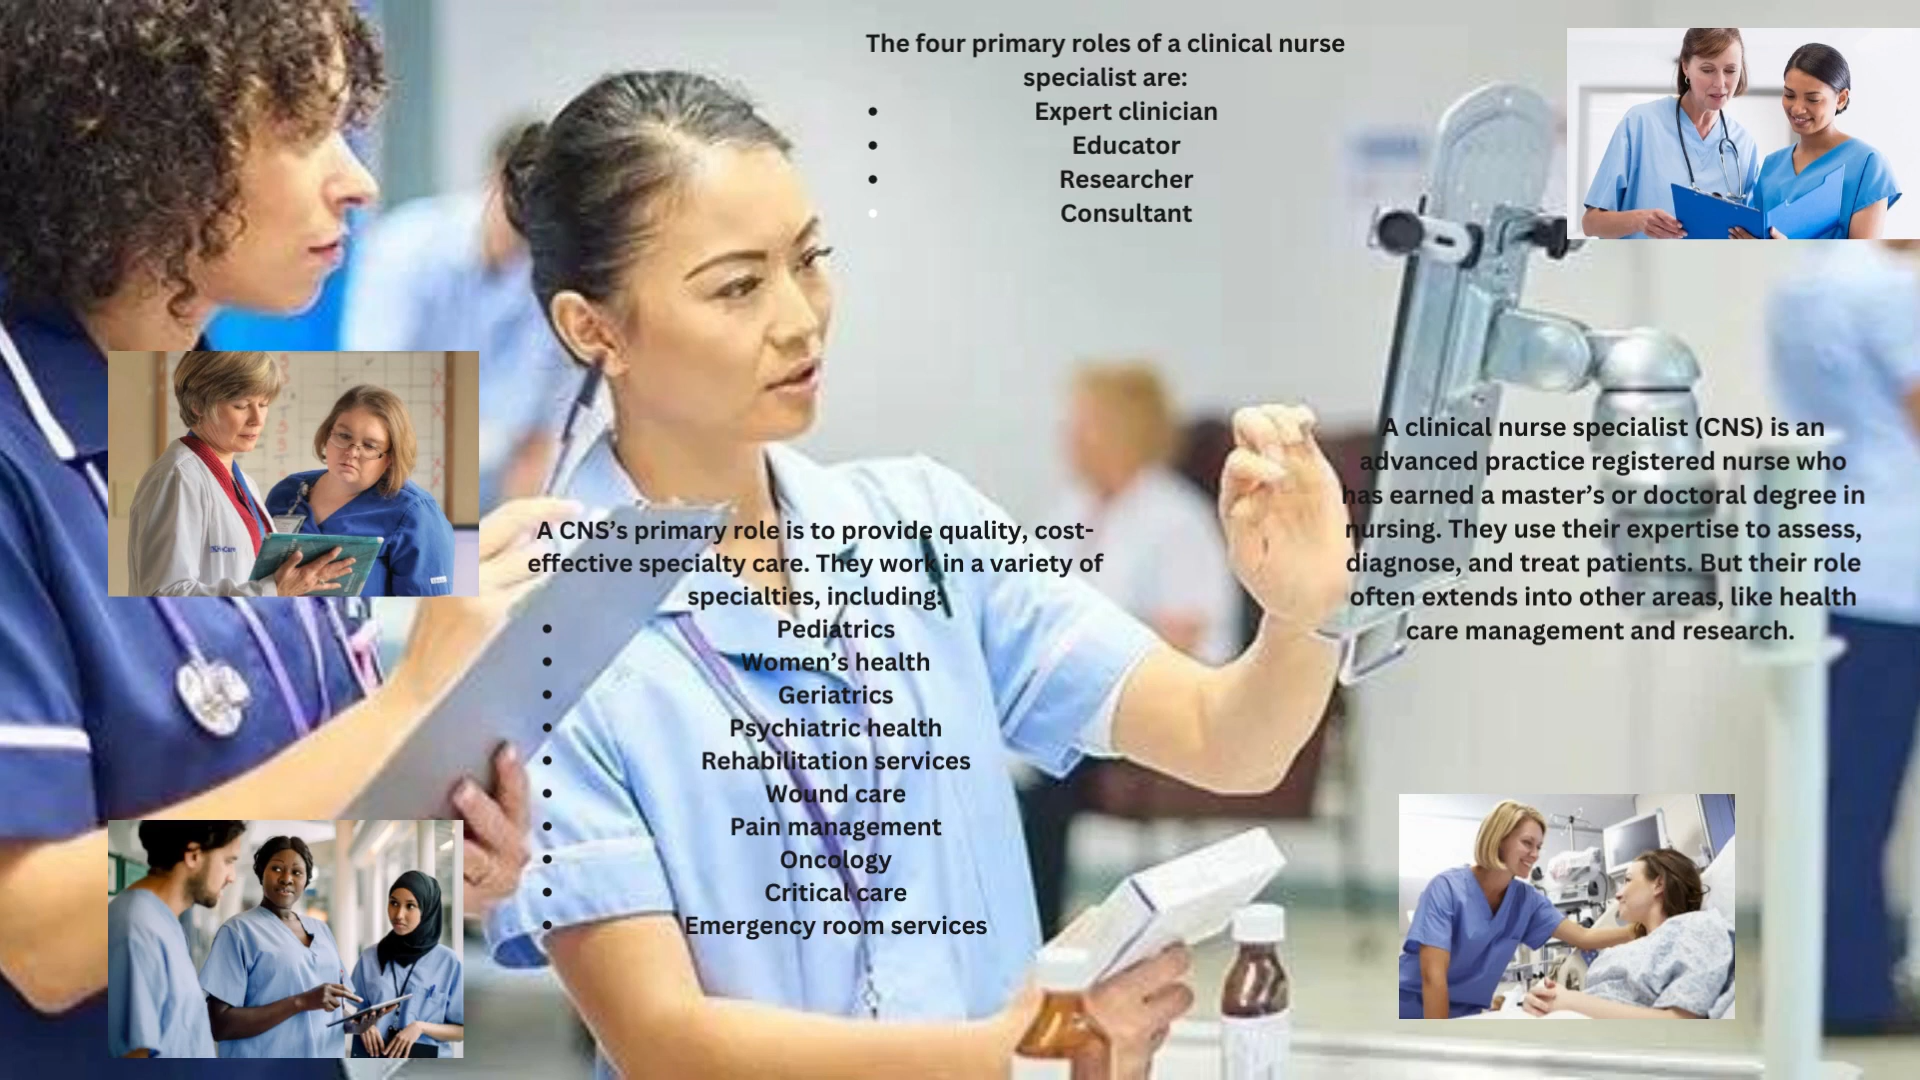 The four primary roles of a clinical nurse
specialist are:
• Expert clinician
• Educator
• Researcher
• Consultant
A clinical nurse specialist (CNS) is an
advanced practice registered nurse who
has earned a master’s or doctoral degree in
nursing. They use their expertise to assess,
diagnose, and treat patients. But their role
often extends into other areas, like health
care management and research.
A CNS’s primary role is to provide quality, cost-
effective specialty care. They work in a variety of
specialties, including:
• Pediatrics
• Women’s health
• Geriatrics
• Psychiatric health
• Rehabilitation services
• Wound care
• Pain management
• Oncology
• Critical care
• Emergency room services